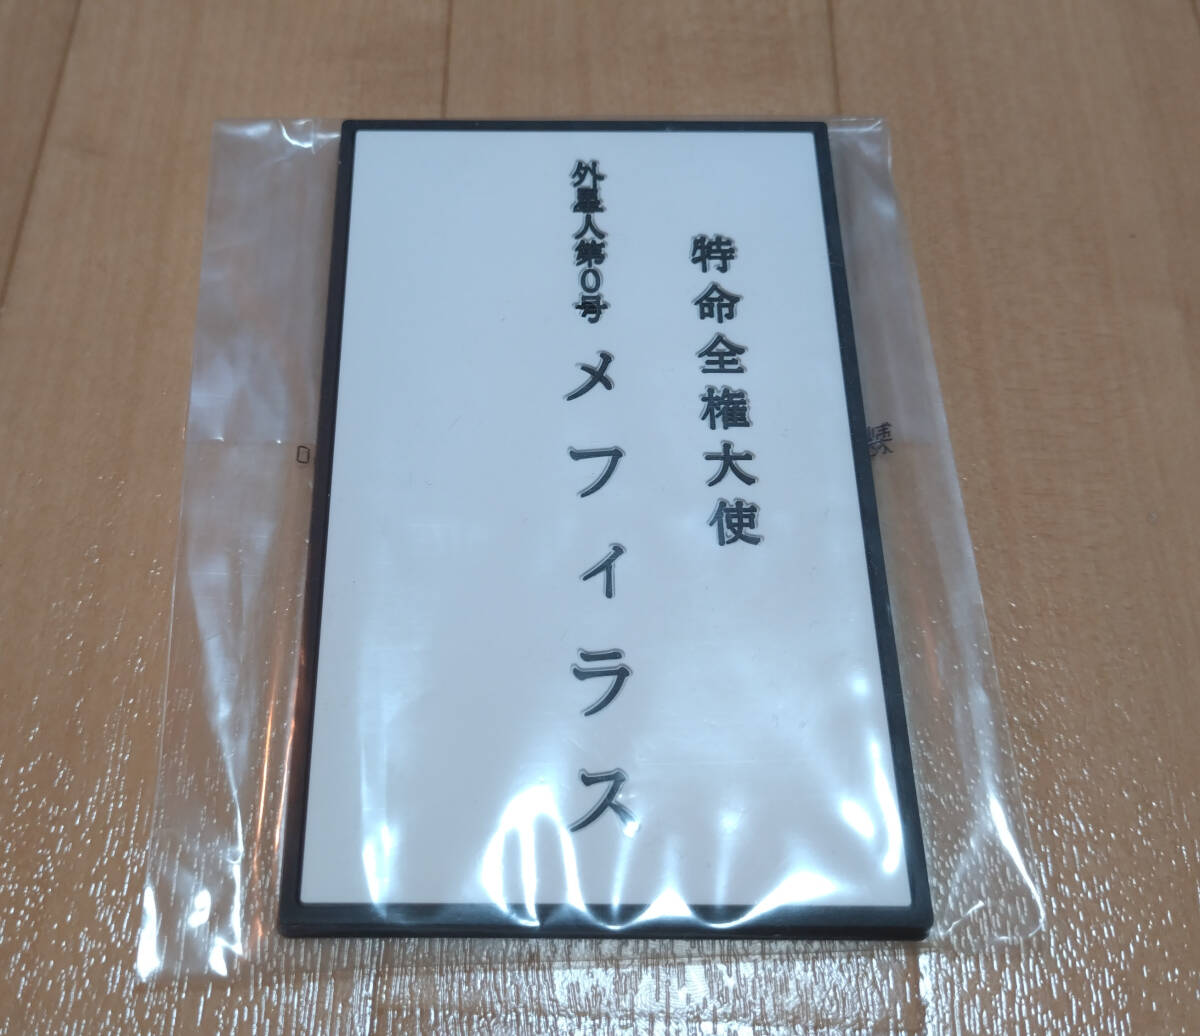 特命全権大使
外星人第0号 メフィラス